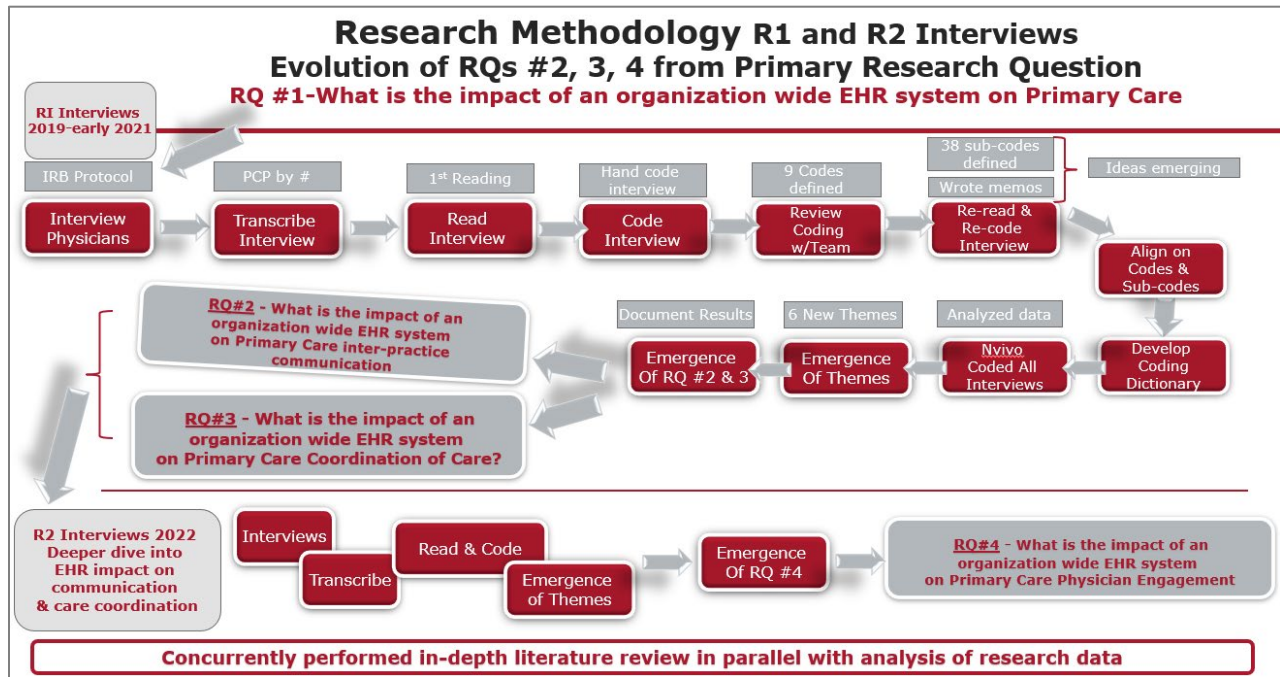 Research Methodology R1 and R2 Interviews
Evolution of RQs #2, 3, 4 from Primary Research Question
RQ #1-What is the impact of an organization wide EHR system on Primary Care
RI Interviews
2019-early 2021
IRB Protocol
PCP by #
1st Reading
Hand code
interview
9 Codes
defined
38 sub-codes
defined
Wrote memos
Ideas emerging
Interview
Physicians
Transcribe
Interview
Read
Interview
Code
Interview
Review
Coding
w/Team
Re-read &
Re-code
Interview
Align on
Codes &
Sub-codes
RQ#2 - What is the impact of an
organization wide EHR system
on Primary Care inter-practice
communication
Document Results
6 New Themes
Analyzed data
Emergence
Of RQ #2 & 3
Emergence
Of Themes
Nvivo
Coded All
Interviews
Develop
Coding
Dictionary
RQ#3 - What is the impact of an
organization wide EHR system
on Primary Care Coordination of Care?
R2 Interviews 2022
Deeper dive into
EHR impact on
communication
& care coordination
Interviews
Transcribe
Read & Code
Emergence
of Themes
Emergence
Of RQ #4
RQ#4 - What is the impact of an
organization wide EHR system
on Primary Care Physician Engagement
Concurrently performed in-depth literature review in parallel with analysis of research data